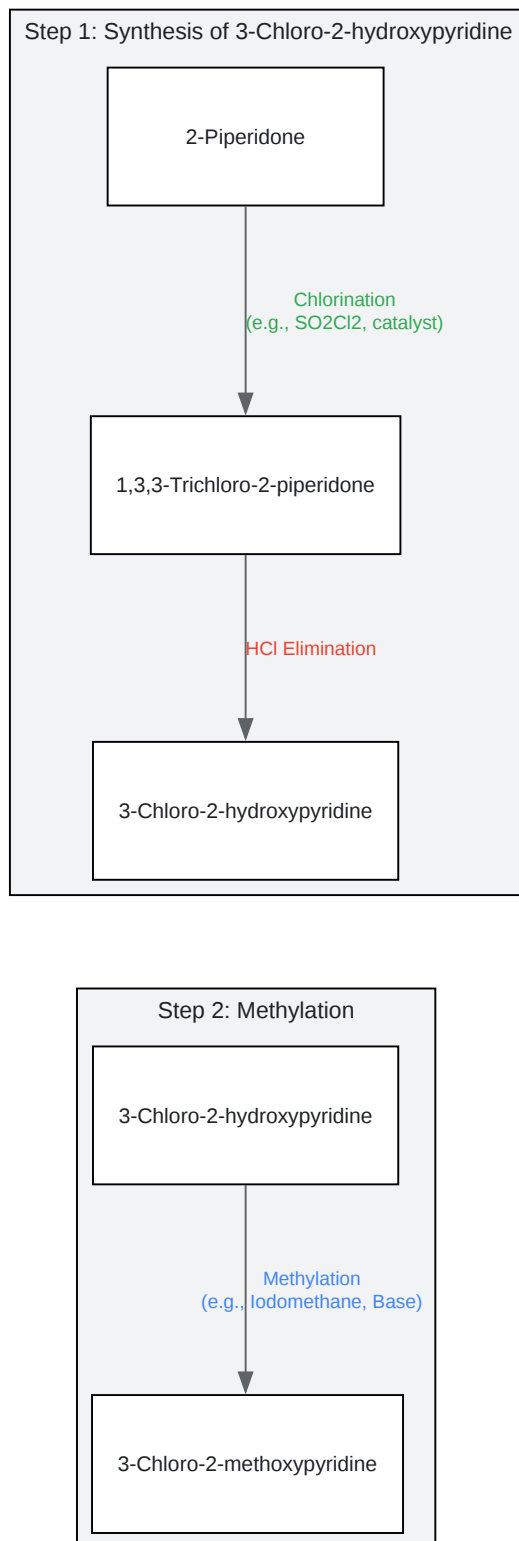 Step 1: Synthesis of 3-Chloro-2-hydroxypyridine
2-Piperidone
Chlorination
(e.g., SO2Cl2, catalyst)
1,3,3-Trichloro-2-piperidone
HCl Elimination
3-Chloro-2-hydroxypyridine
Step 2: Methylation
3-Chloro-2-hydroxypyridine
Methylation
(e.g., Iodomethane, Base)
3-Chloro-2-methoxypyridine